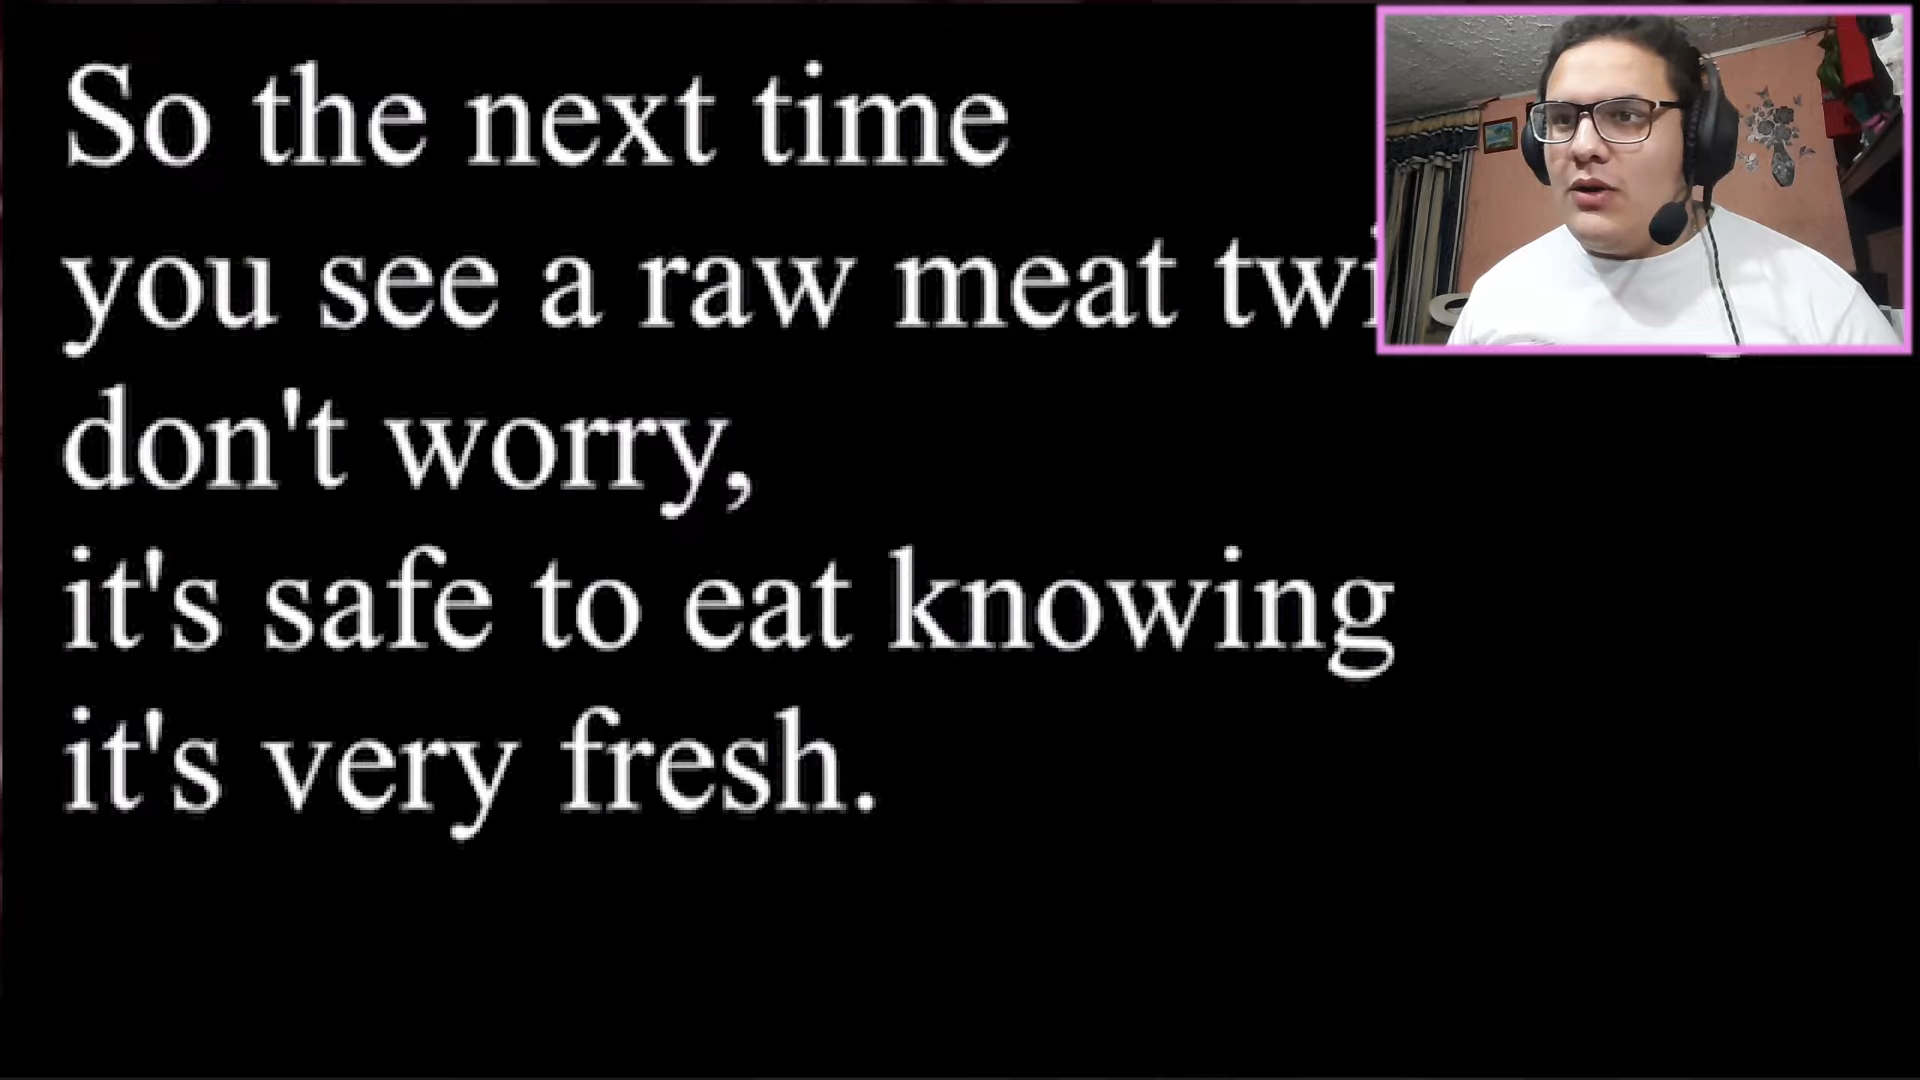 So the next time
you see a raw meat
don't worry,
it's safe to eat knowing
it's very fresh.